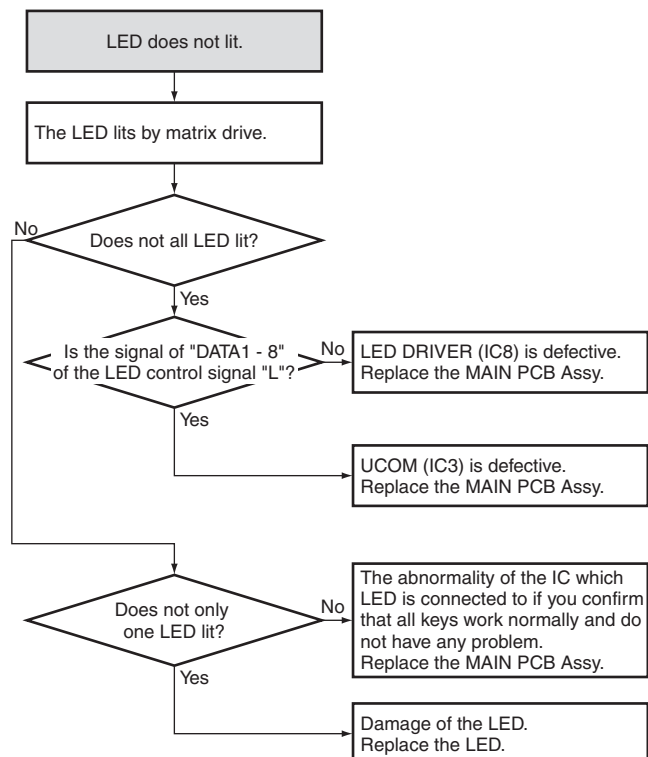 LED does not lit.
The LED lits by matrix drive.
No
Does not all LED lit?
Yes
Is the signal of "DATA1 - 8"
of the LED control signal "L"?
No
LED DRIVER (IC8) is defective.
Replace the MAIN PCB Assy.
Yes
UCOM (IC3) is defective.
Replace the MAIN PCB Assy.
Does not only
one LED lit?
No
The abnormality of the IC which
LED is connected to if you confirm
that all keys work normally and do
not have any problem.
Replace the MAIN PCB Assy.
Yes
Damage of the LED.
Replace the LED.